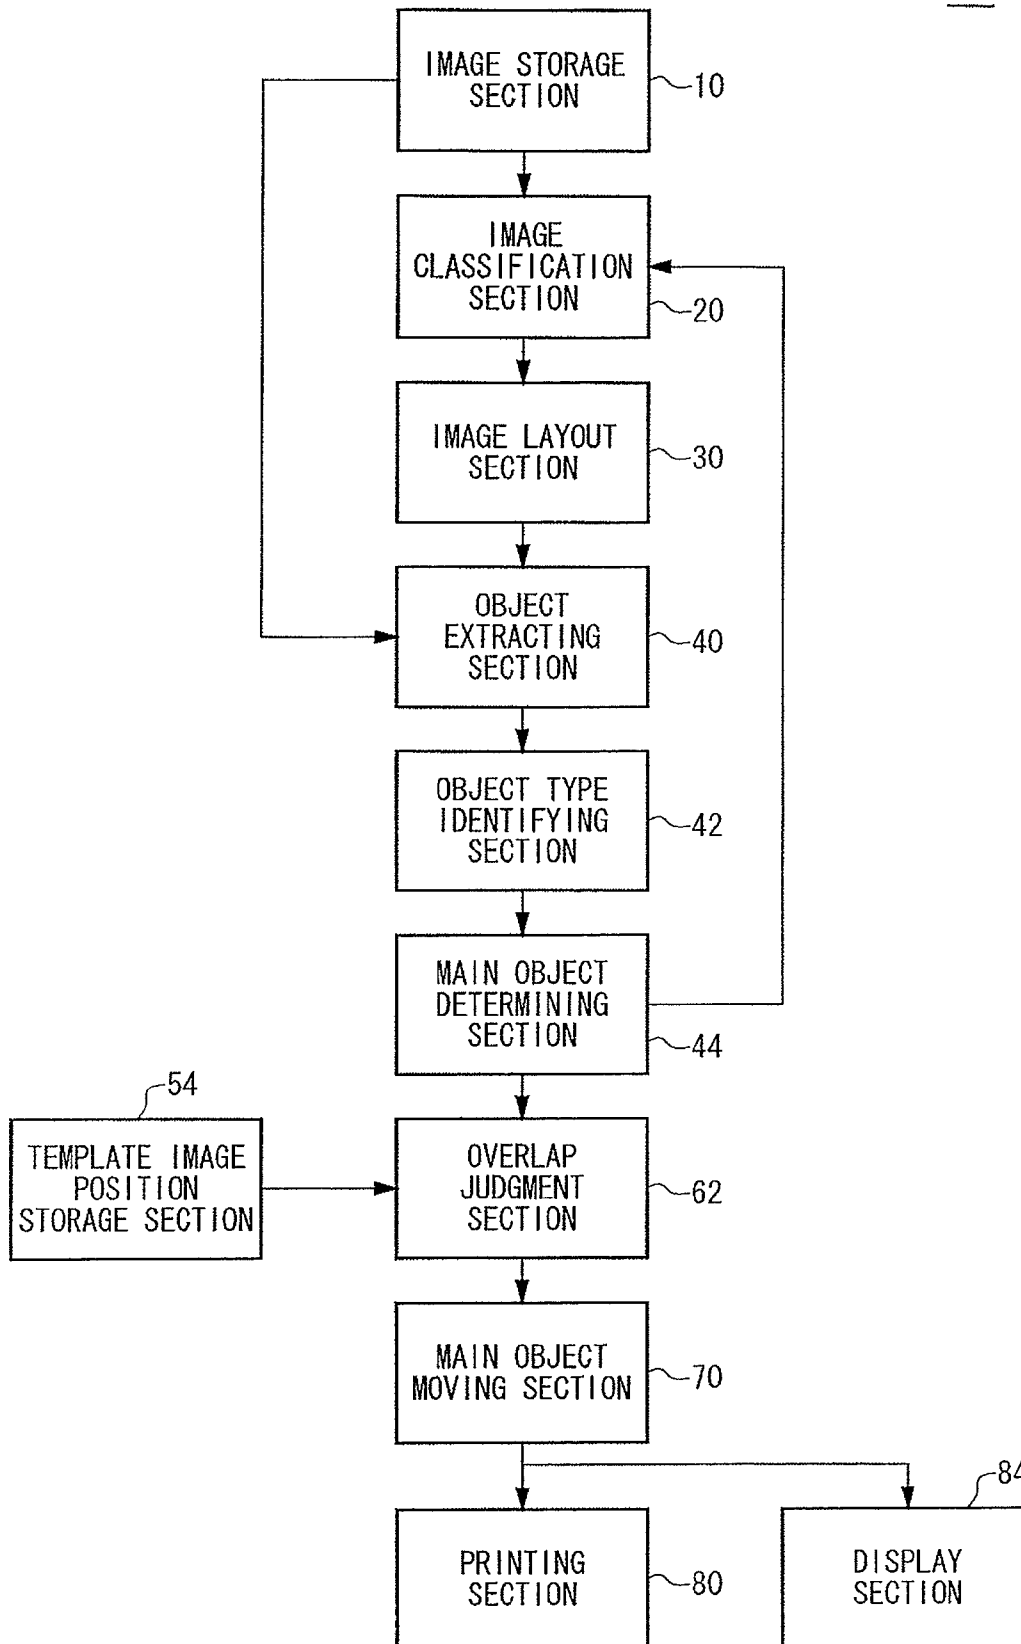 IMAGE STORAGE
SECTION
10
IMAGE
CLASSIFICATION
SECTION
20
IMAGE LAYOUT
SECTION
30
OBJECT
EXTRACTING
SECTION
40
OBJECT TYPE
IDENTIFYING
SECTION
42
MAIN OBJECT
DETERMINING
SECTION
44
54
TEMPLATE IMAGE
POSITION
STORAGE SECTION
OVERLAP
JUDGMENT
SECTION
62
MAIN OBJECT
MOVING SECTION
70
84
PRINTING
SECTION
80
DISPLAY
SECTION